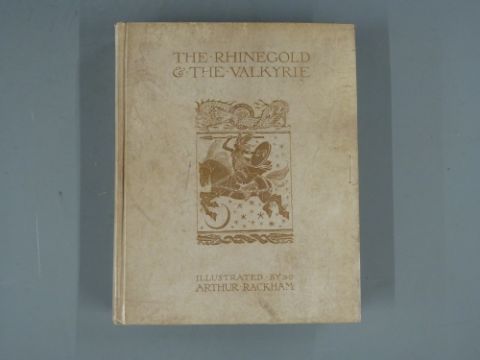 THE·RHINEGOLD
&·THE·VALKYRIE
ILLUSTRATED·BY
ARTHUR·RACKHAM